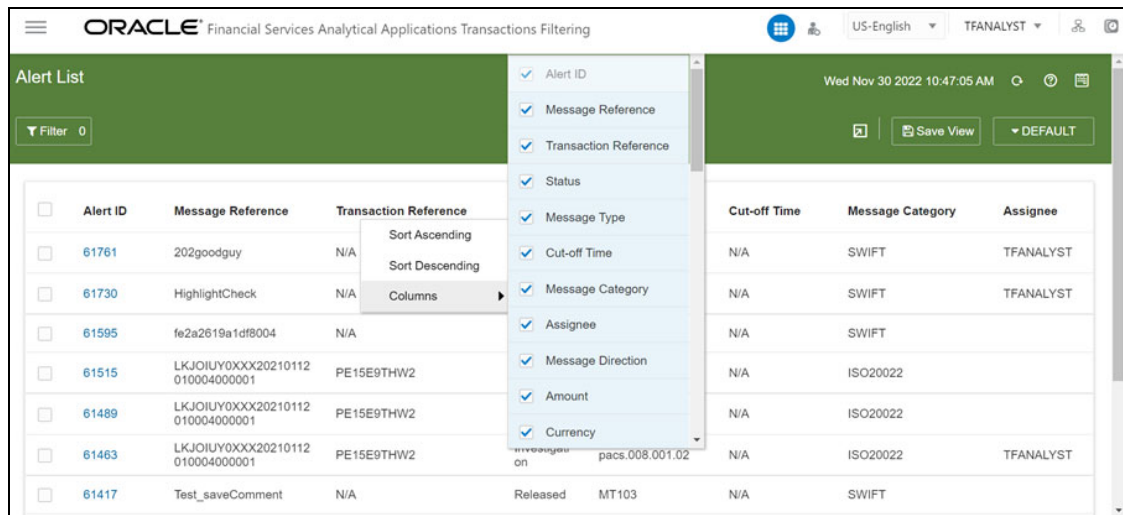 ORACLE® Financial Services Analytical Applications Transactions Filtering US-English TFANALYST
Alert List Wed Nov 30 2022 10:47:05 AM
Filter 0 Save View DEFAULT
Alert ID
Message Reference
Transaction Reference
Status
Message Type
Cut-off Time
Message Category
Assignee
Message Direction
Amount
Currency
Sort Ascending
Sort Descending
Columns
Alert ID Message Reference Transaction Reference Cut-off Time Message Category Assignee
61761 202goodguy N/A N/A SWIFT TFANALYST
61730 HighlightCheck N/A N/A SWIFT TFANALYST
61595 fe2a2619a1df8004 N/A N/A SWIFT
61515 LKJOIUY0XXX20210112
010004000001 PE15E9THW2 N/A ISO20022
61489 LKJOIUY0XXX20210112
010004000001 PE15E9THW2 N/A ISO20022
61463 LKJOIUY0XXX20210112
010004000001 PE15E9THW2 on pacs.008.001.02 N/A ISO20022 TFANALYST
61417 Test_saveComment N/A Released MT103 N/A SWIFT